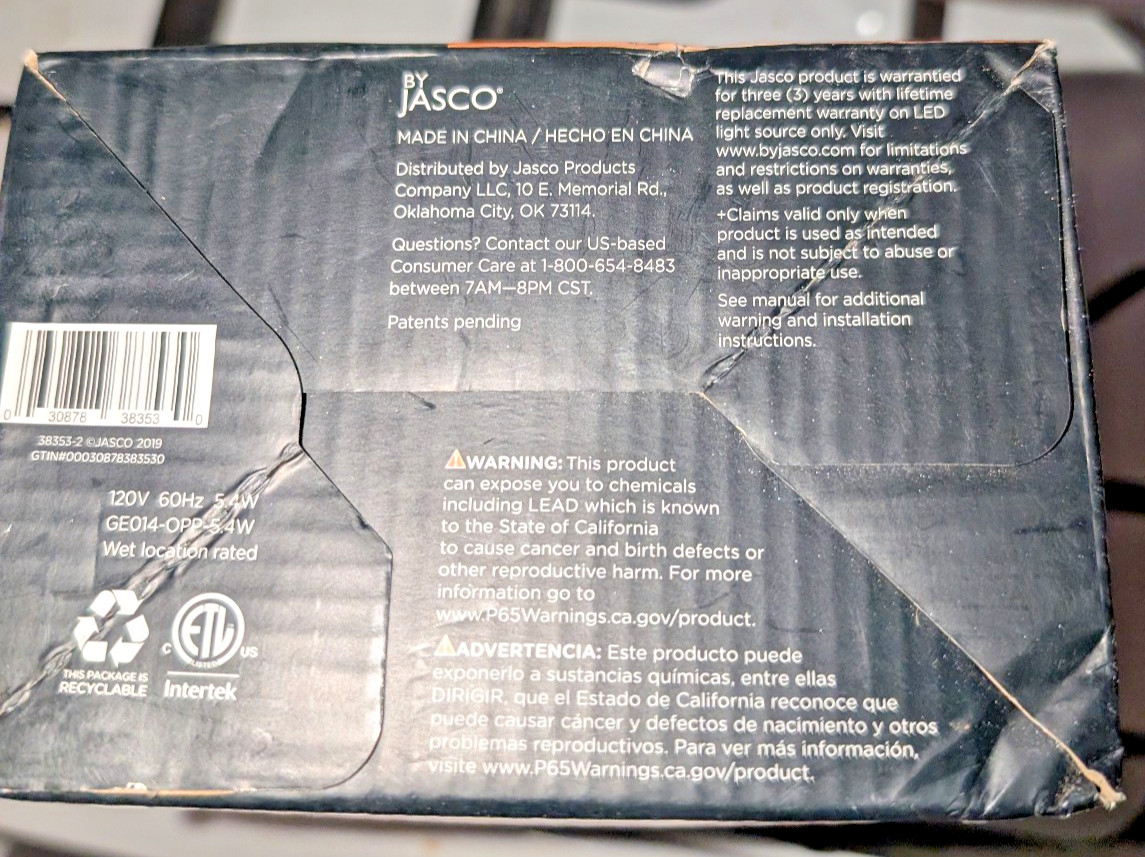 BY
JASCO®
MADE IN CHINA / HECHO EN CHINA
Distributed by Jasco Products
Company LLC, 10 E. Memorial Rd.,
Oklahoma City, OK 73114.
Questions? Contact our US-based
Consumer Care at 1-800-654-8483
between 7AM—8PM CST.
Patents pending
This Jasco product is warrantied
for three (3) years with lifetime
replacement warranty on LED
light source only. Visit
www.byjasco.com for limitations
and restrictions on warranties,
as well as product registration.
+Claims valid only when
product is used as intended
and is not subject to abuse or
inappropriate use.
See manual for additional
warning and installation
instructions.
0 30878 38353 0
38353-2 ©JASCO 2019
GTIN#00030878383530
120V 60Hz 5.4W
GE014-OPP-5.4W
Wet location rated
THIS PACKAGE IS
RECYCLABLE
C ETL US
LISTED
Intertek
WARNING: This product
can expose you to chemicals
including LEAD which is known
to the State of California
to cause cancer and birth defects or
other reproductive harm. For more
information go to
www.P65Warnings.ca.gov/product.
ADVERTENCIA: Este producto puede
exponerlo a sustancias químicas, entre ellas
DIRIGIR, que el Estado de California reconoce que
puede causar cáncer y defectos de nacimiento y otros
problemas reproductivos. Para ver más información,
visite www.P65Warnings.ca.gov/product.